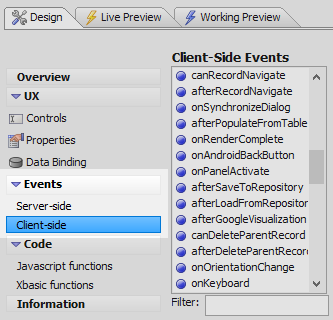 Design
Live Preview
Working Preview
Overview
UX
Controls
Properties
Data Binding
Events
Server-side
Client-side
Code
Javascript functions
Xbasic functions
Information
Client-Side Events
canRecordNavigate
afterRecordNavigate
onSynchronizeDialog
afterPopulateFromTable
onRenderComplete
onAndroidBackButton
onPanelActivate
afterSaveToRepository
afterLoadFromRepository
afterGoogleVisualization
canDeleteParentRecord
afterDeleteParentRecord
onOrientationChange
onKeyboard
Filter: